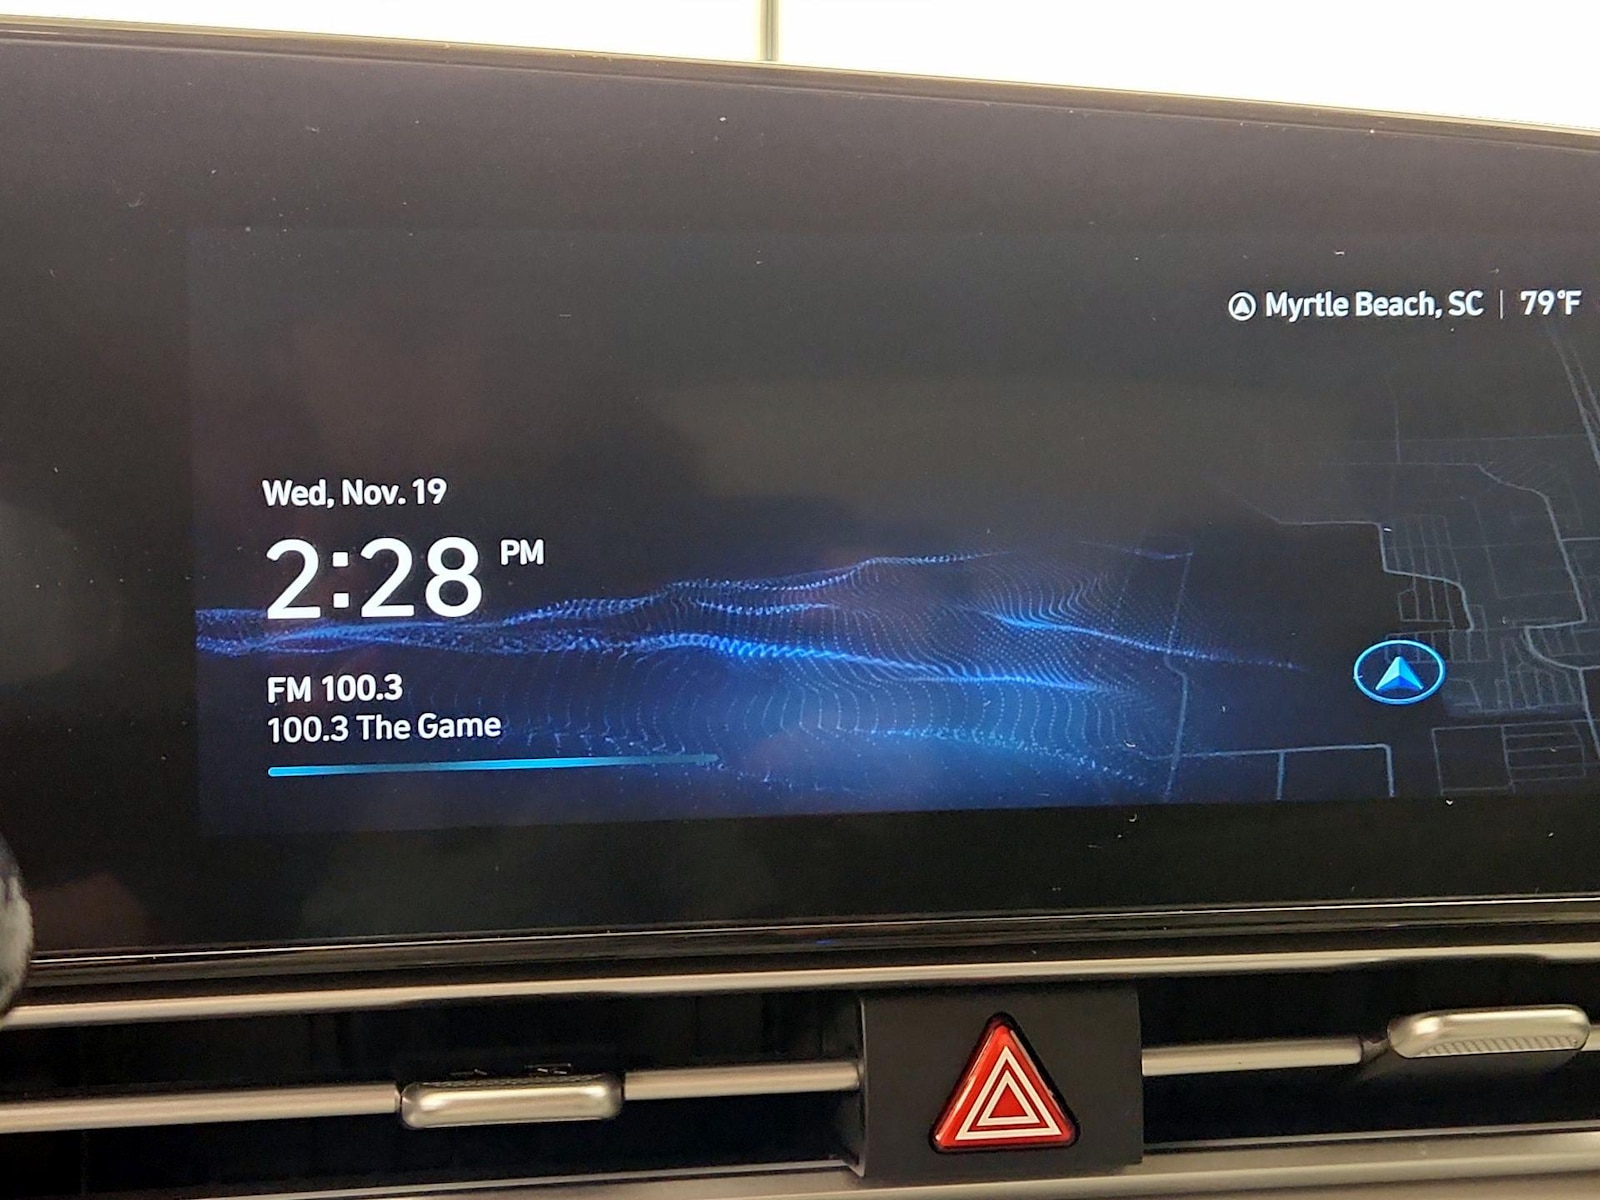 Myrtle Beach, SC | 79°F
Wed, Nov. 19
2:28 PM
FM 100.3
100.3 The Game